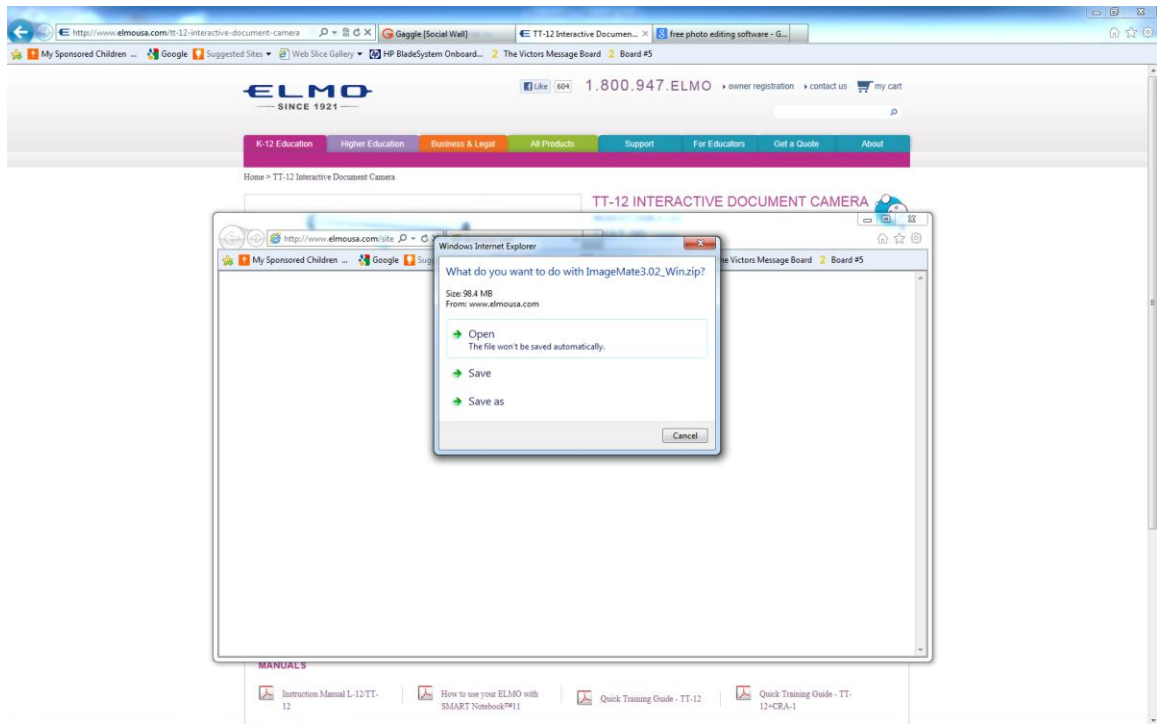 http://www.elmousa.com/tt-12-interactive-document-camera
Gaggle [Social Wall]
TT-12 Interactive Documen...
free photo editing software - G...
My Sponsored Children ...
Google
Suggested Sites
Web Slice Gallery
HP BladeSystem Onboard...
2 The Victors Message Board
2 Board #5
ELMO
SINCE 1921
Like 604
1.800.947.ELMO
owner registration
contact us
my cart
K-12 Education
Higher Education
Business & Legal
All Products
Support
For Educators
Get a Quote
About
Home > TT-12 Interactive Document Camera
TT-12 INTERACTIVE DOCUMENT CAMERA
http://www.elmousa.com/site
My Sponsored Children ...
Google
Sugg
he Victors Message Board
2 Board #5
Windows Internet Explorer
What do you want to do with ImageMate3.02_Win.zip?
Size: 98.4 MB
From: www.elmousa.com
Open
The file won't be saved automatically.
Save
Save as
Cancel
MANUALS
Instruction Manual L-12/TT-
12
How to use your ELMO with
SMART Notebook™11
Quick Training Guide - TT-12
Quick Training Guide - TT-
12+CRA-1